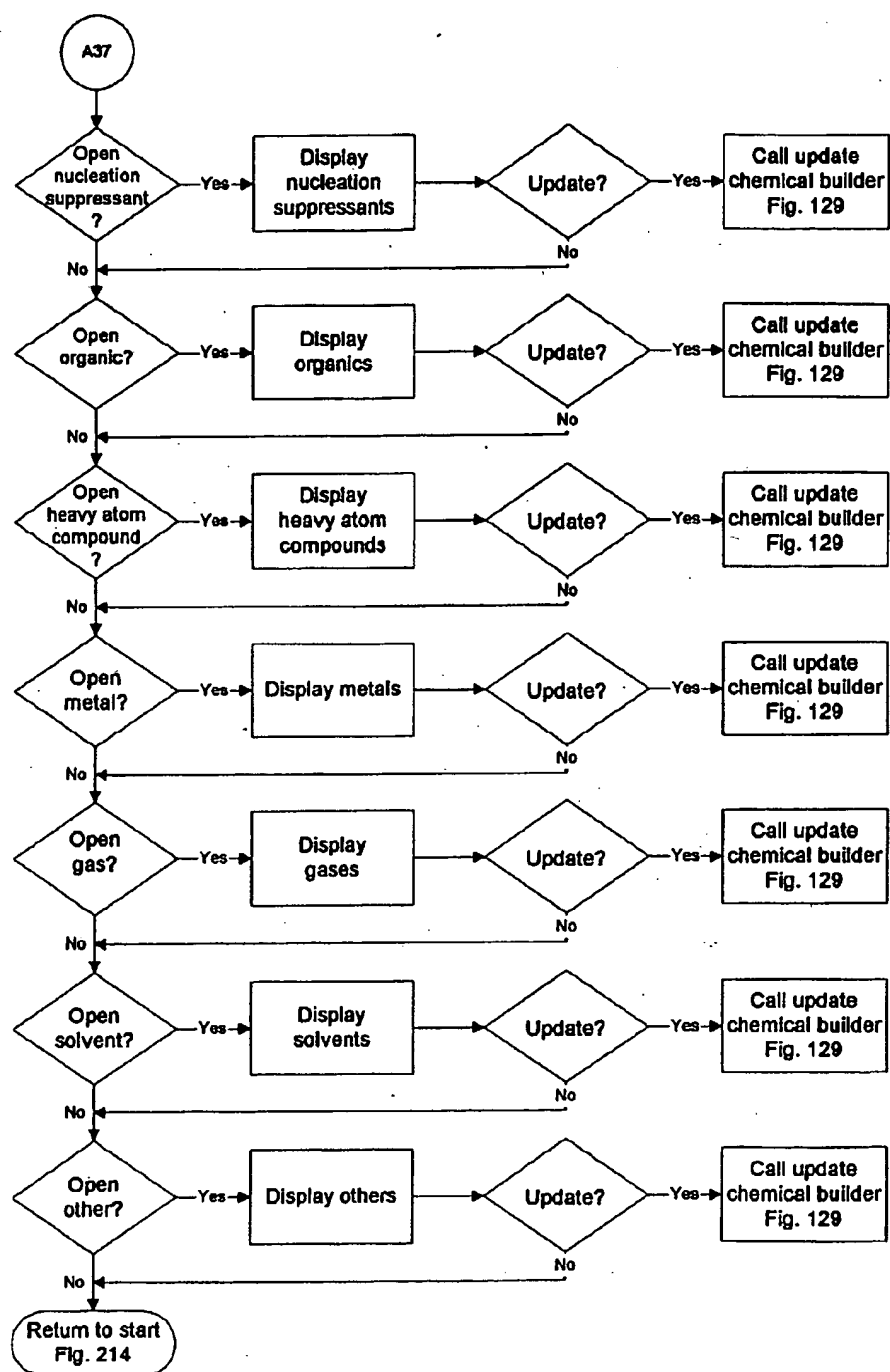 A37
Open
nucleation
suppressant
?
Yes
Display
nucleation
suppressants
Update?
Yes
Call update
chemical builder
Fig. 129
No
No
Open
organic?
Yes
Display
organics
Update?
Yes
Call update
chemical builder
Fig. 129
No
No
Open
heavy atom
compound
?
Yes
Display
heavy atom
compounds
Update?
Yes
Call update
chemical builder
Fig. 129
No
No
Open
metal?
Yes
Display metals
Update?
Yes
Call update
chemical builder
Fig. 129
No
No
Open
gas?
Yes
Display
gases
Update?
Yes
Call update
chemical builder
Fig. 129
No
No
Open
solvent?
Yes
Display
solvents
Update?
Yes
Call update
chemical builder
Fig. 129
No
No
Open
other?
Yes
Display others
Update?
Yes
Call update
chemical builder
Fig. 129
No
No
Return to start
Fig. 214